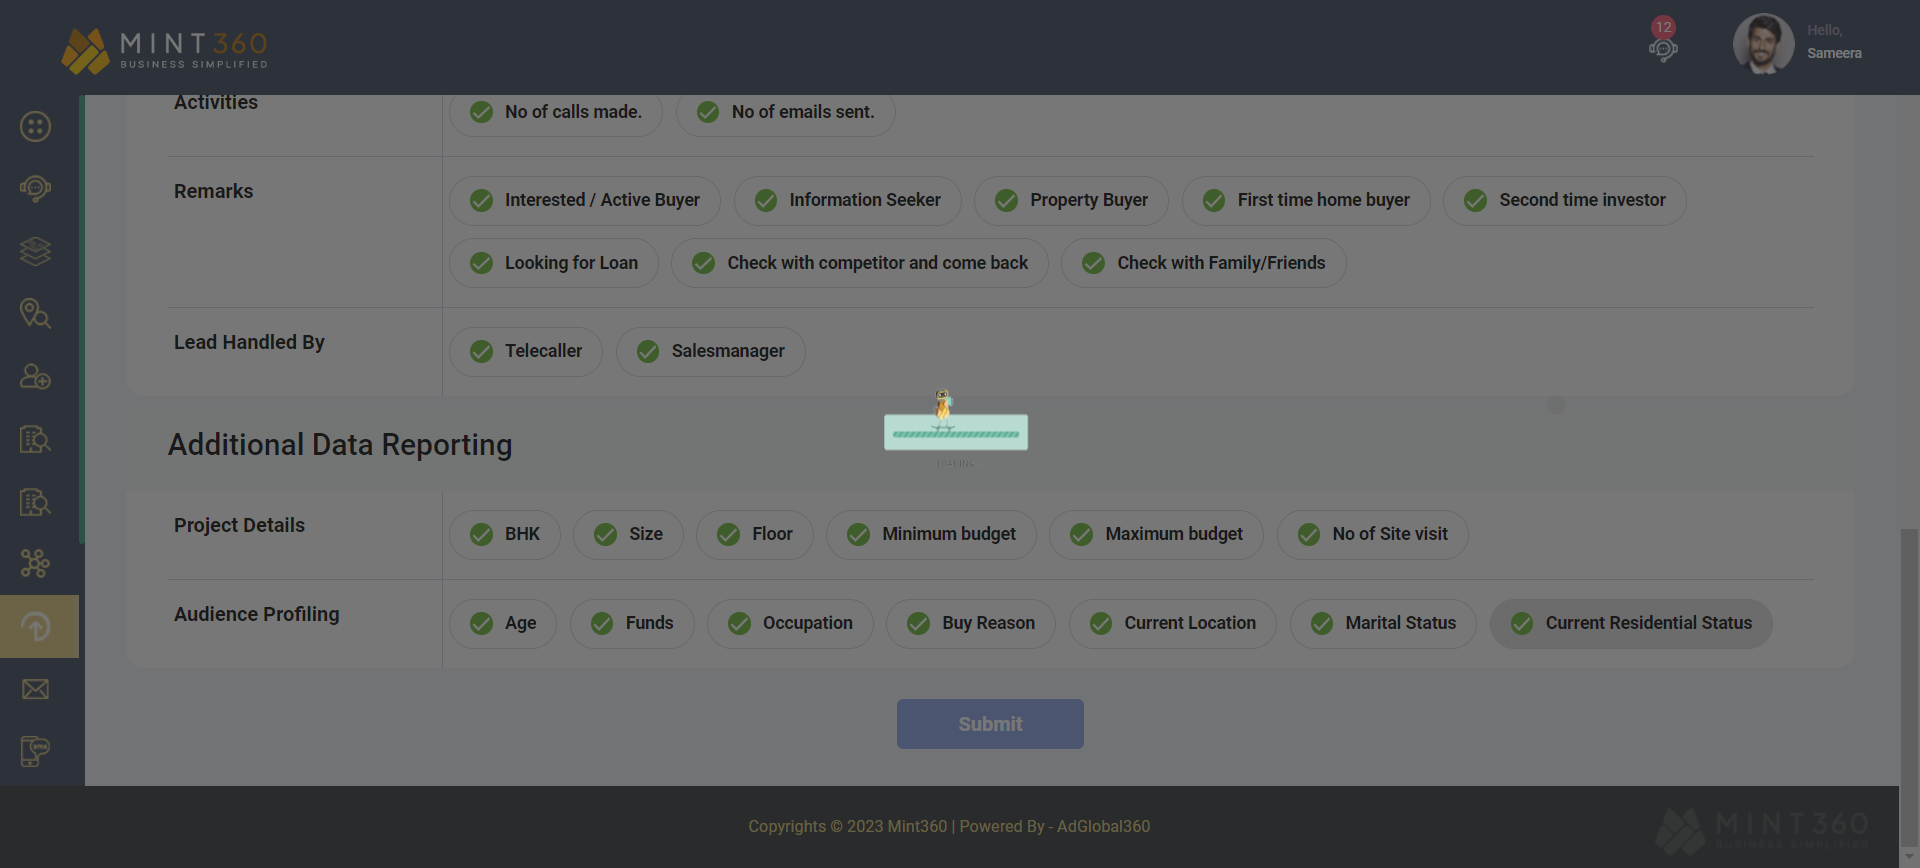 MINT360
BUSINESS SIMPLIFIED
12
Hello,
Sameera
Activities
No of calls made.
No of emails sent.
Remarks
Interested / Active Buyer
Information Seeker
Property Buyer
First time home buyer
Second time investor
Looking for Loan
Check with competitor and come back
Check with Family/Friends
Lead Handled By
Telecaller
Salesmanager
LOADING
Additional Data Reporting
Project Details
BHK
Size
Floor
Minimum budget
Maximum budget
No of Site visit
Audience Profiling
Age
Funds
Occupation
Buy Reason
Current Location
Marital Status
Current Residential Status
Submit
Copyrights © 2023 Mint360 | Powered By - AdGlobal360
MINT360
BUSINESS SIMPLIFIED